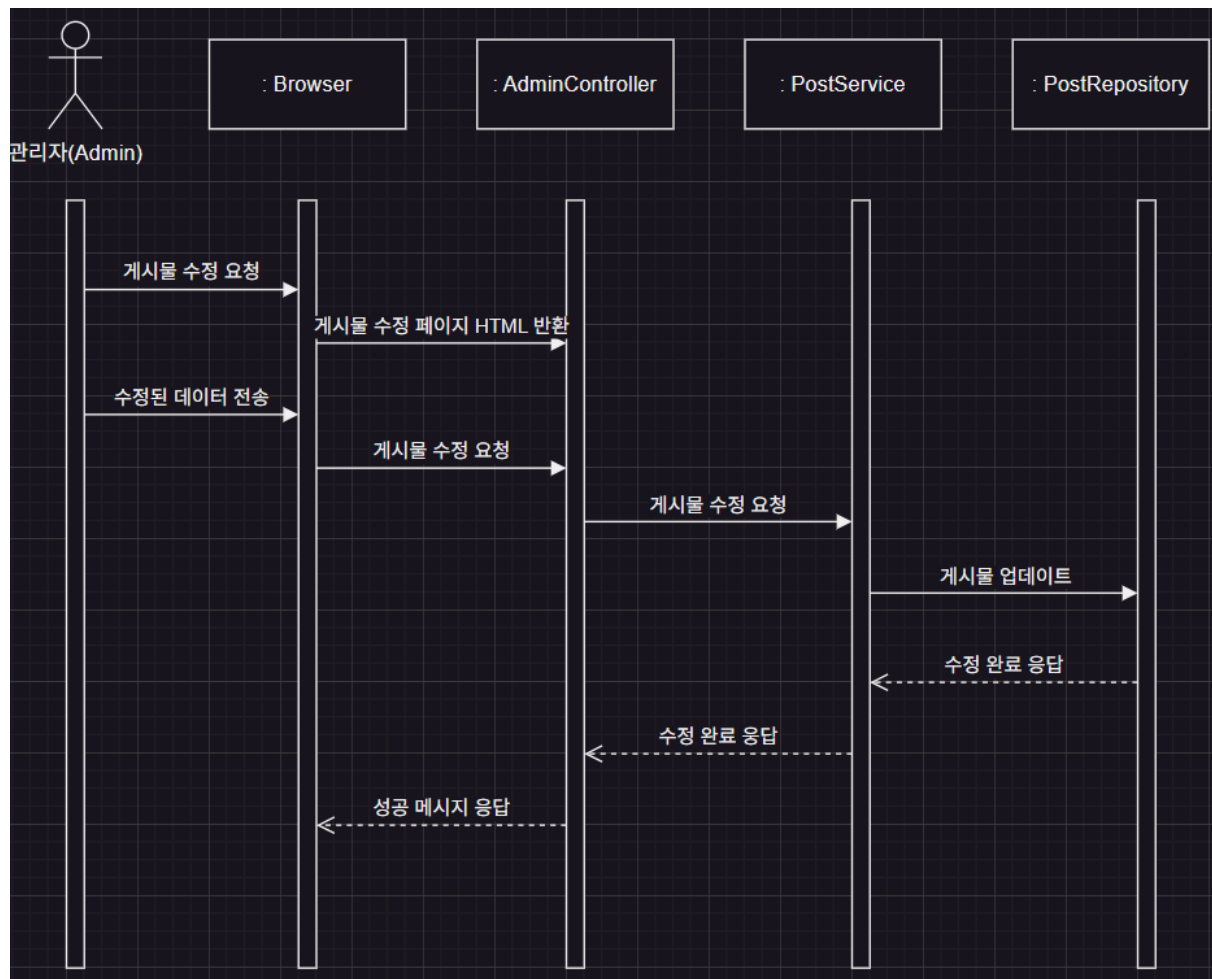 : Browser
: AdminController
: PostService
: PostRepository
관리자(Admin)
게시물 수정 요청
게시물 수정 페이지 HTML 반환
수정된 데이터 전송
게시물 수정 요청
게시물 수정 요청
게시물 업데이트
수정 완료 응답
수정 완료 웅답
성공 메시지 응답